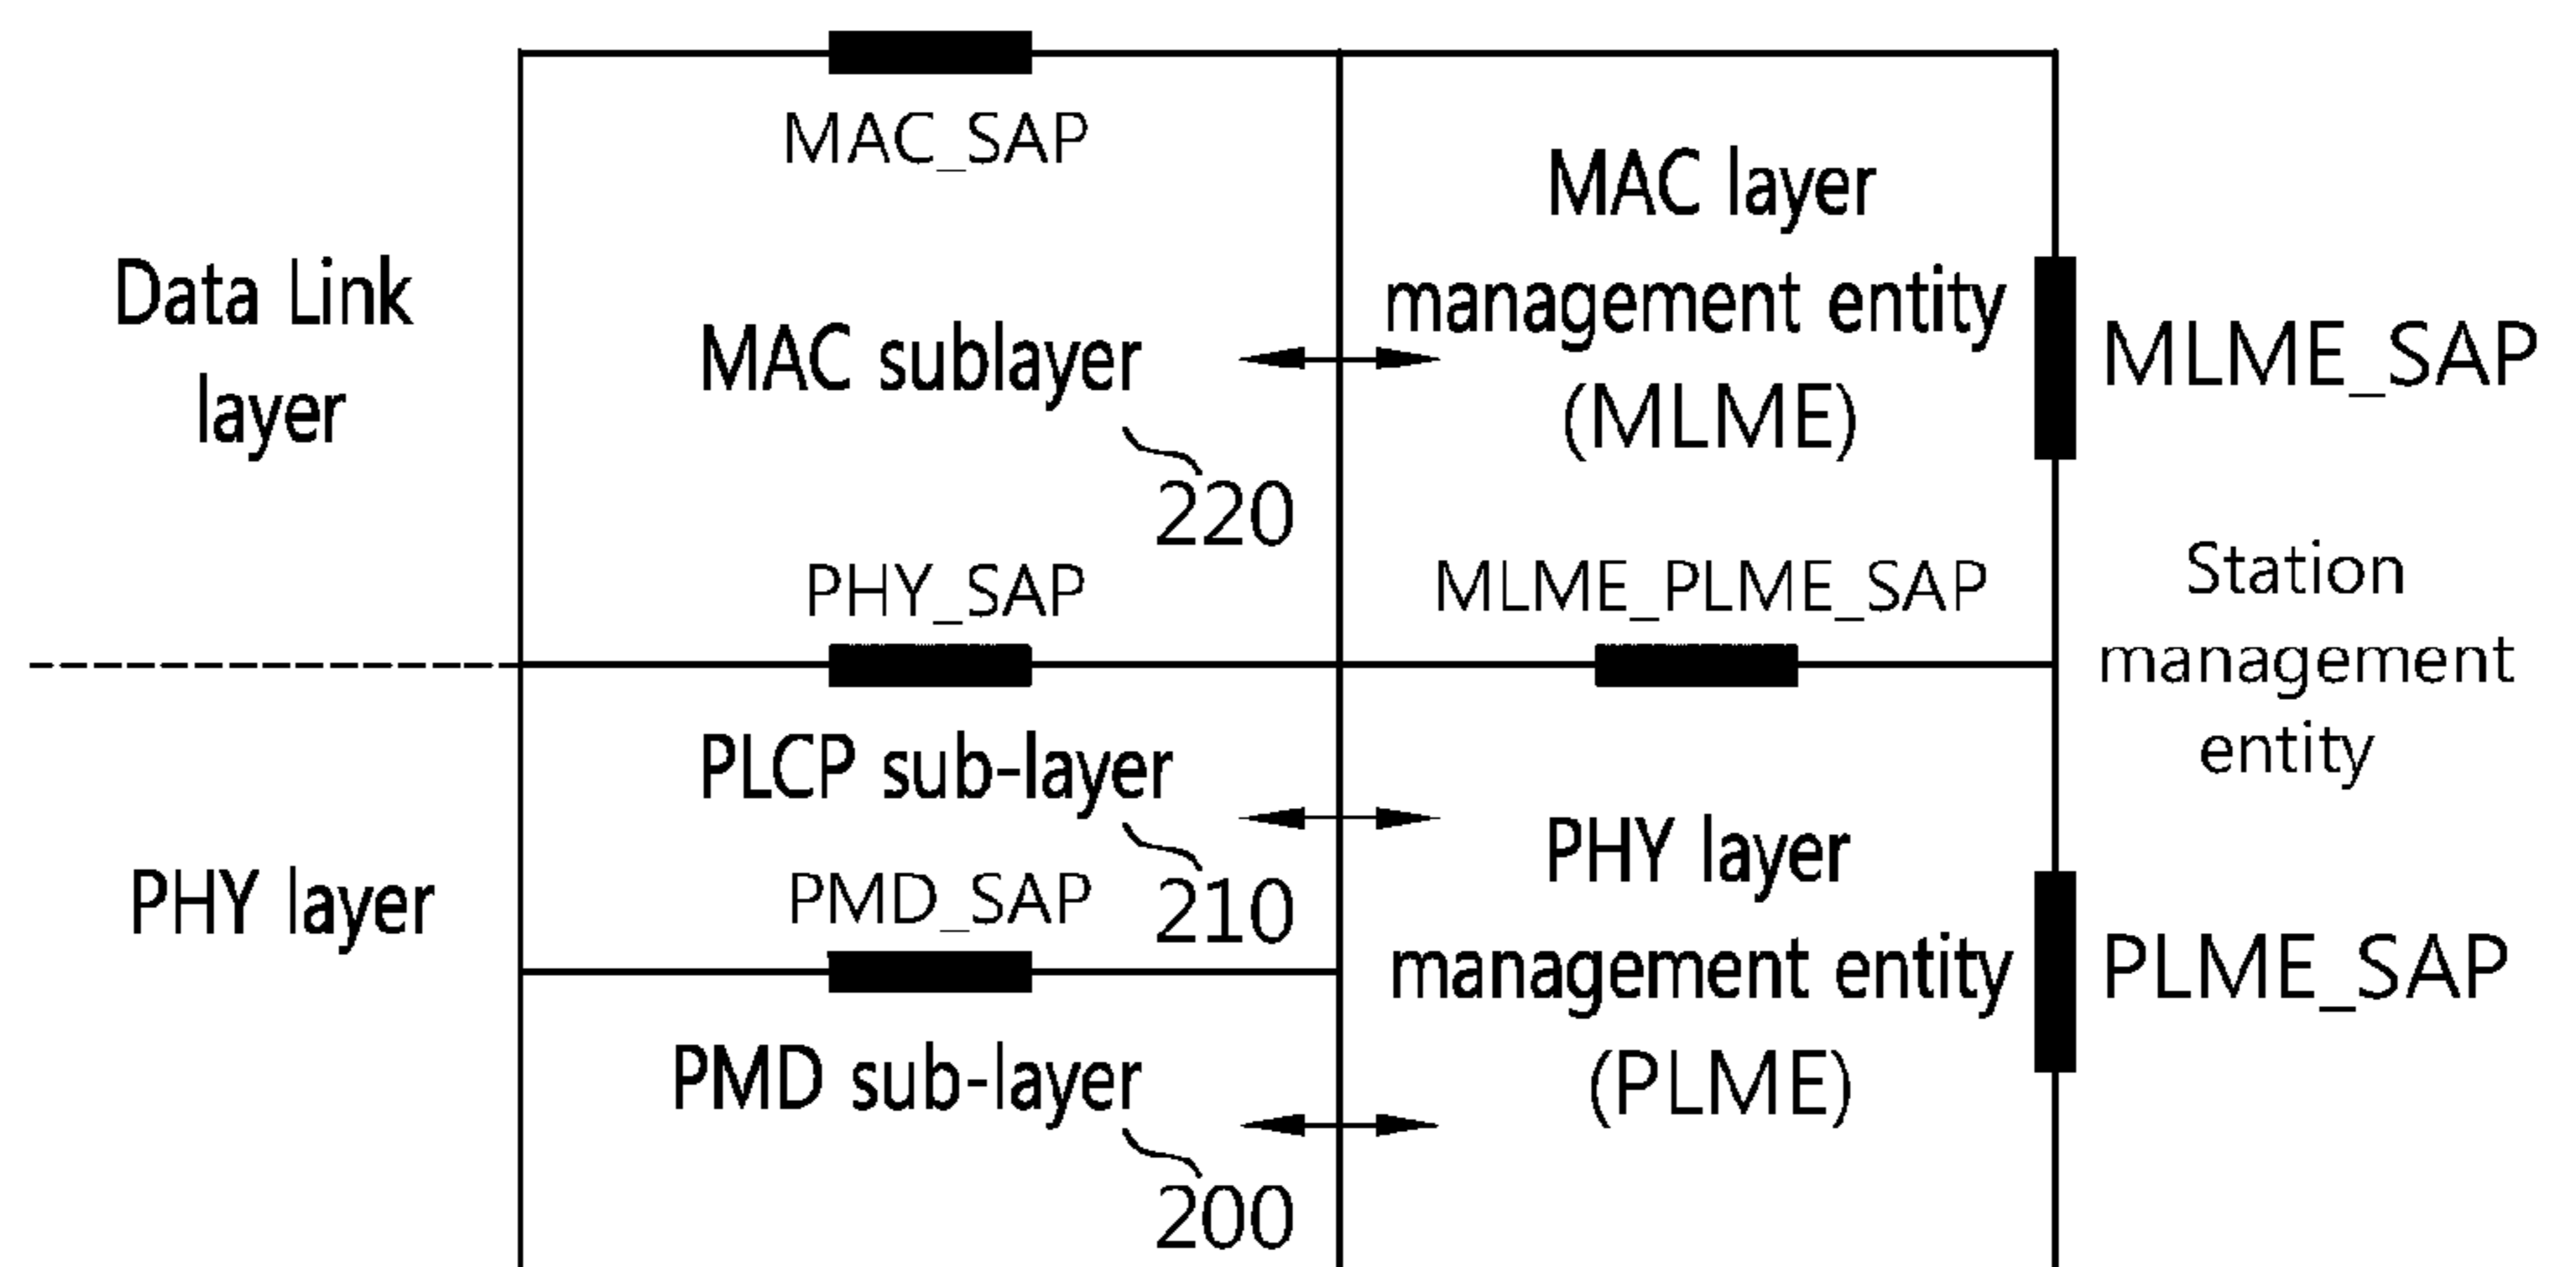 MAC_SAP
Data Link
layer
MAC sublayer
220
MAC layer
management entity
(MLME)
MLME_SAP
PHY_SAP
MLME_PLME_SAP
Station
management
entity
PHY layer
PLCP sub-layer
210
PMD_SAP
PHY layer
management entity
(PLME)
PLME_SAP
PMD sub-layer
200